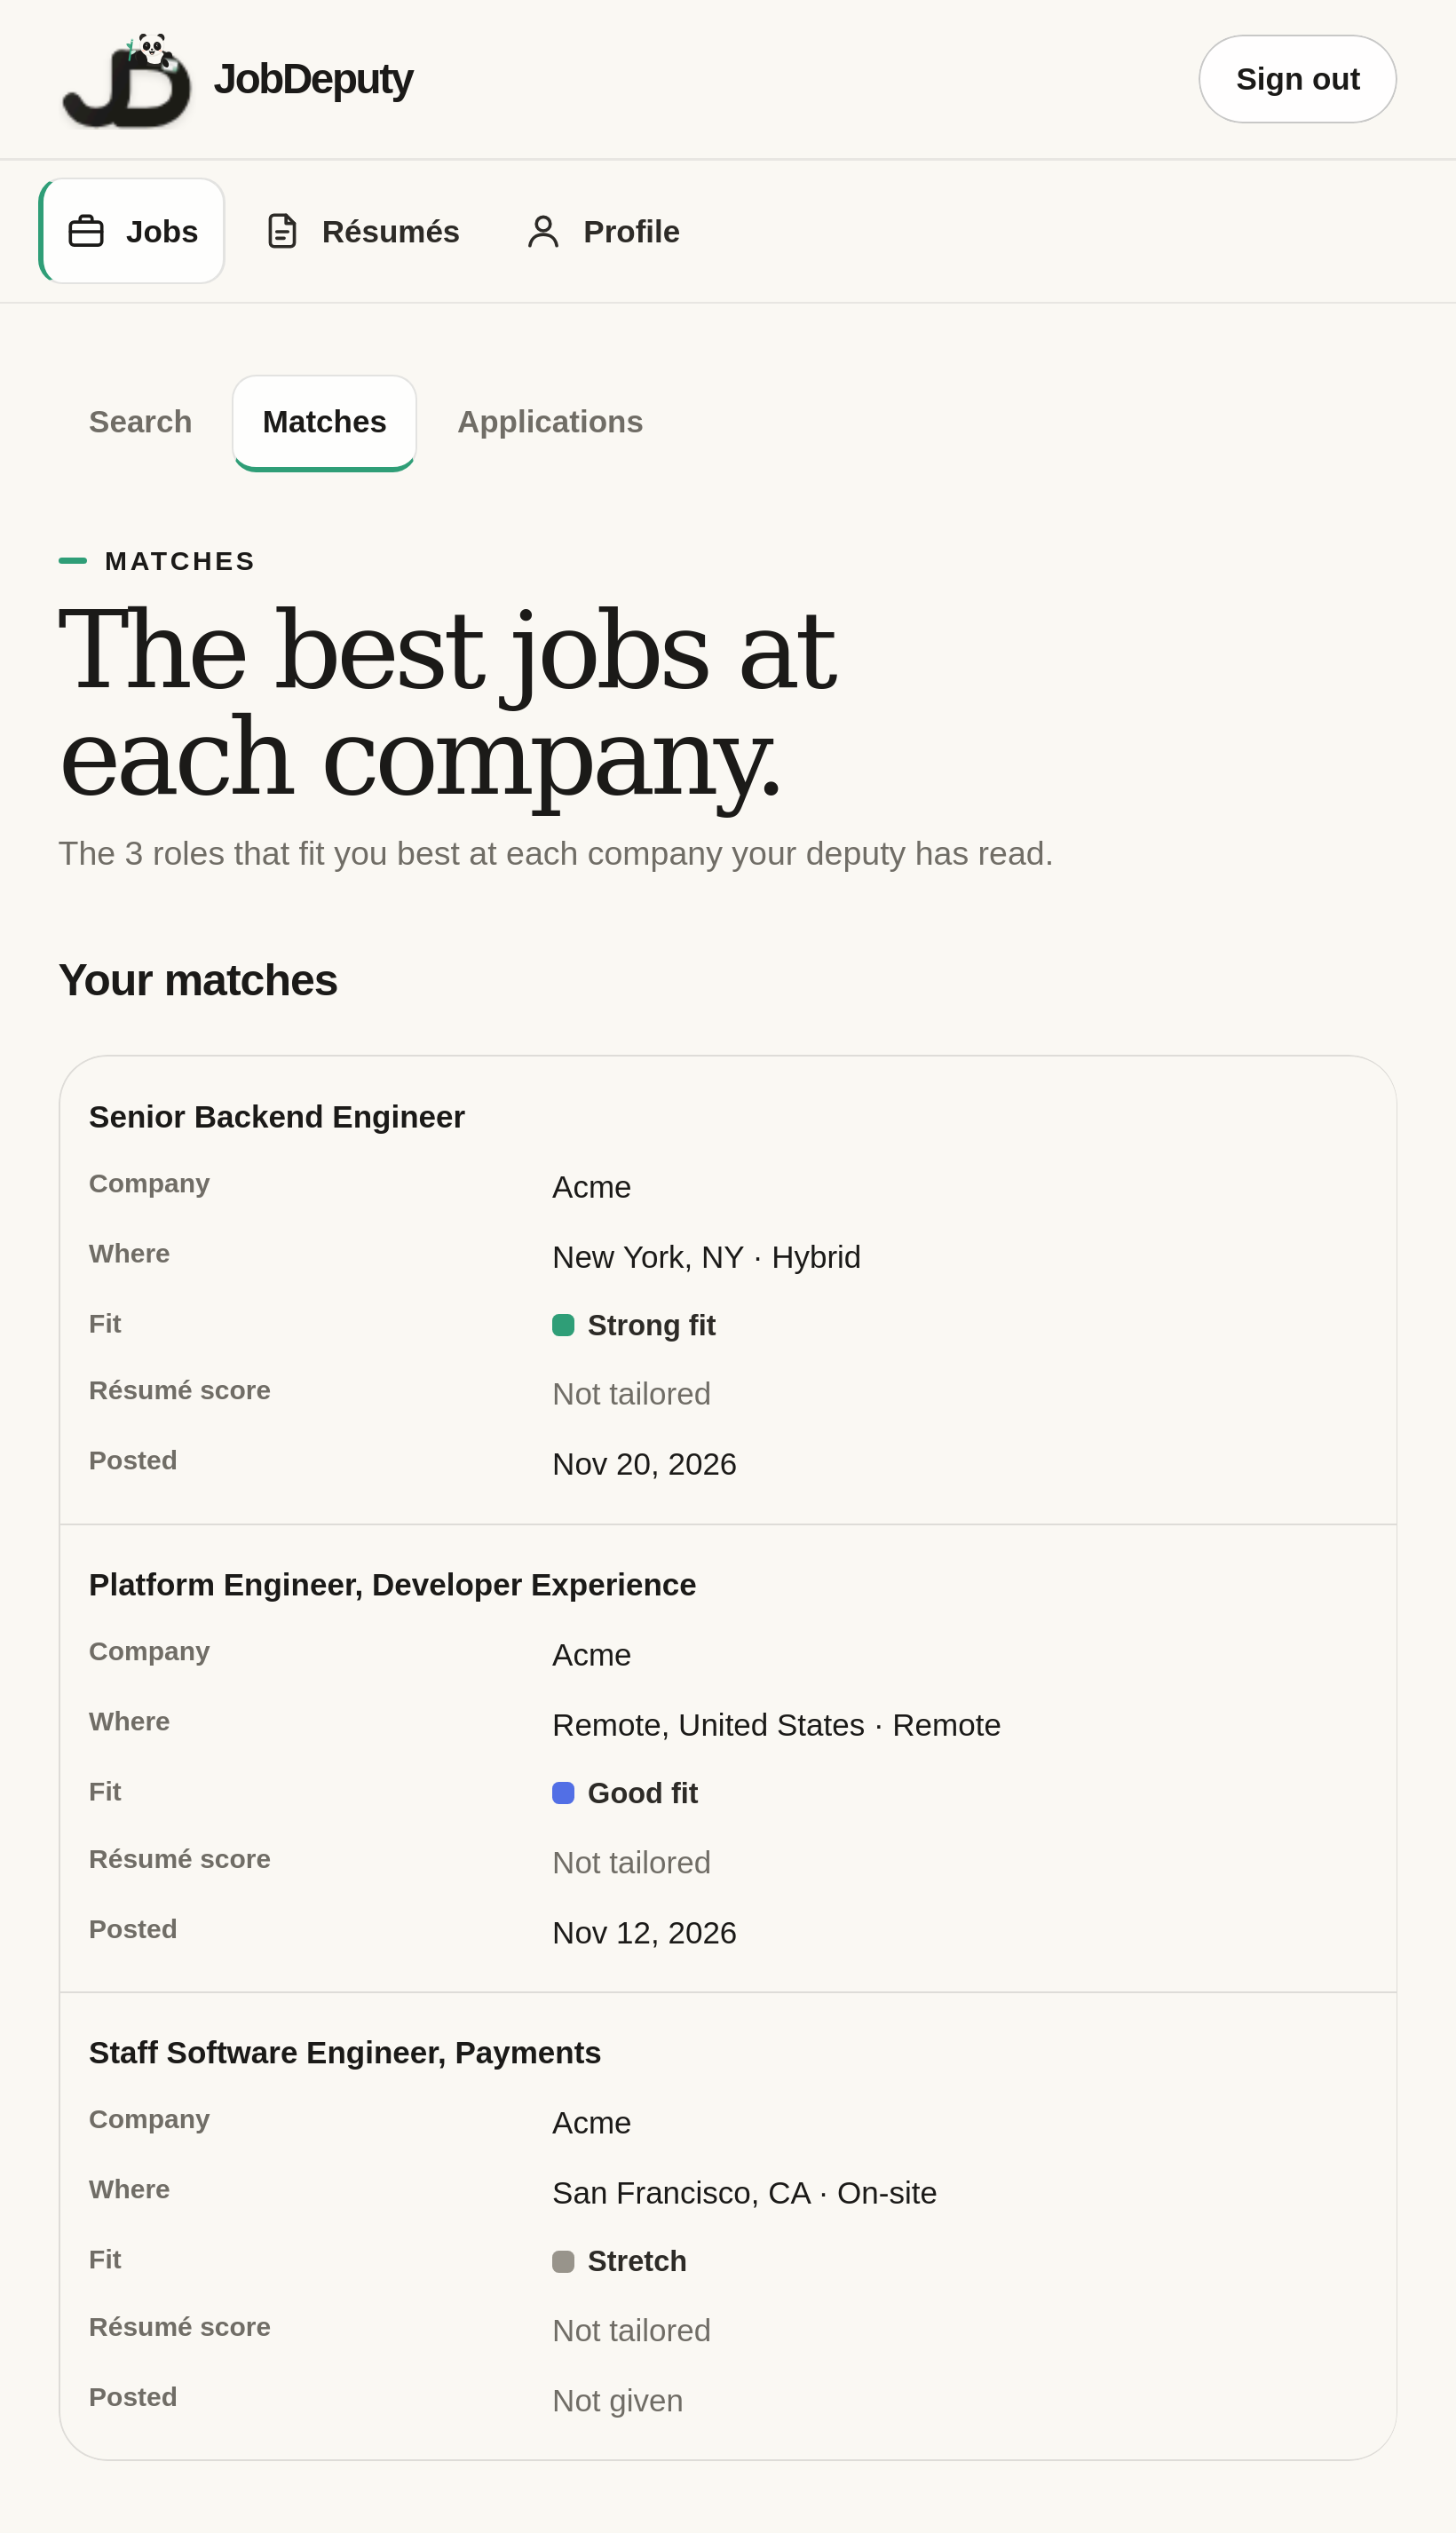 JobDeputy
Sign out
Jobs
Résumés
Profile
Search
Matches
Applications
MATCHES
The best jobs at
each company.
The 3 roles that fit you best at each company your deputy has read.
Your matches
Senior Backend Engineer
Company Acme
Where New York, NY · Hybrid
Fit Strong fit
Résumé score Not tailored
Posted Nov 20, 2026
Platform Engineer, Developer Experience
Company Acme
Where Remote, United States · Remote
Fit Good fit
Résumé score Not tailored
Posted Nov 12, 2026
Staff Software Engineer, Payments
Company Acme
Where San Francisco, CA · On-site
Fit Stretch
Résumé score Not tailored
Posted Not given